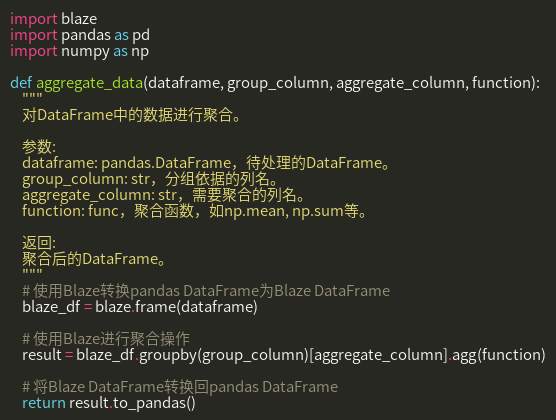 import blaze
import pandas as pd
import numpy as np

def aggregate_data(dataframe, group_column, aggregate_column, function):
    """
    对DataFrame中的数据进行聚合。

    参数:
    dataframe: pandas.DataFrame，待处理的DataFrame。
    group_column: str，分组依据的列名。
    aggregate_column: str，需要聚合的列名。
    function: func，聚合函数，如np.mean, np.sum等。

    返回:
    聚合后的DataFrame。
    """
    # 使用Blaze转换pandas DataFrame为Blaze DataFrame
    blaze_df = blaze.frame(dataframe)

    # 使用Blaze进行聚合操作
    result = blaze_df.groupby(group_column)[aggregate_column].agg(function)

    # 将Blaze DataFrame转换回pandas DataFrame
    return result.to_pandas()